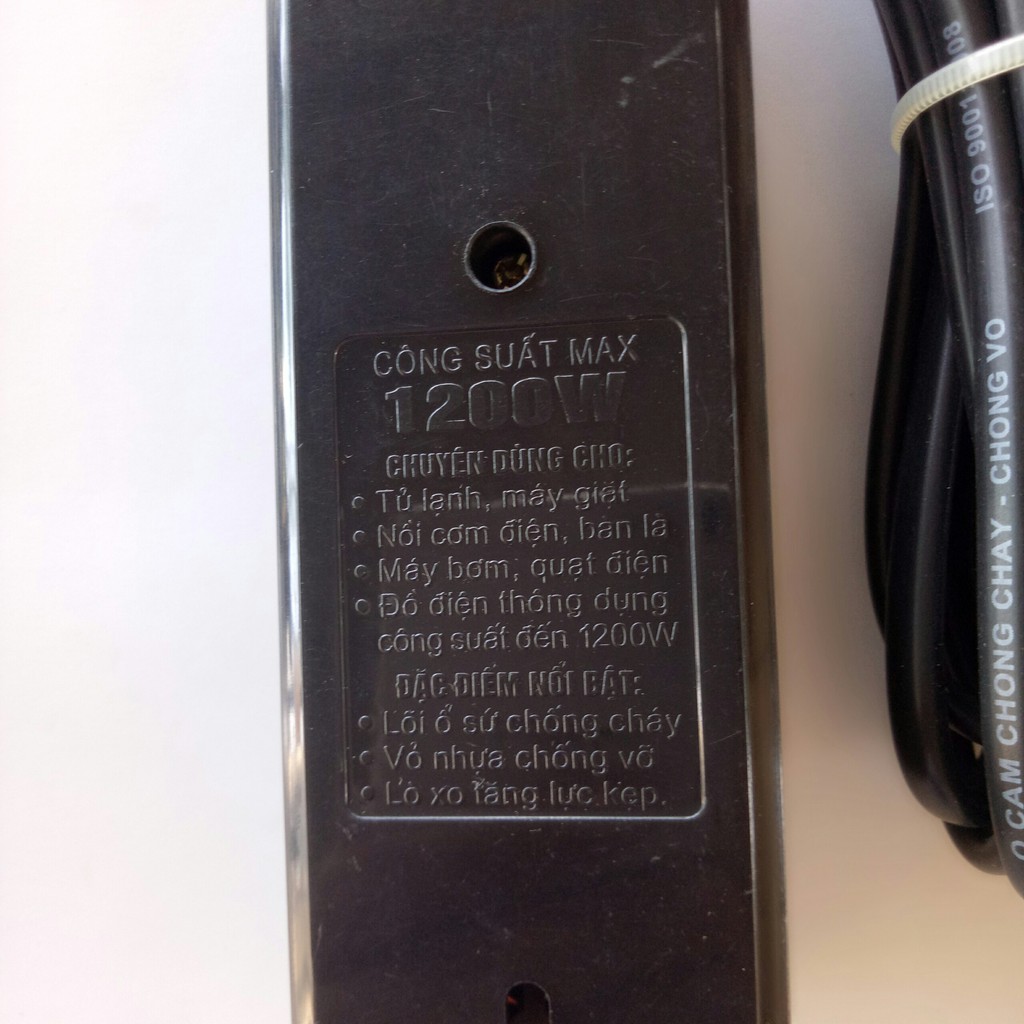 CÔNG SUẤT MAX
1200W
CHUYÊN DÙNG CHO:
• Tủ lạnh, máy giặt
• Nồi cơm điện, bàn là
• Máy bơm, quạt điện
• Đồ điện thông dụng
công suất đến 1200W
ĐẶC ĐIỂM NỔI BẬT:
• Lõi ổ sứ chống cháy
• Vỏ nhựa chống vỡ
• Lò xo tăng lực kẹp.
O CAM CHONG CHAY - CHONG VO
ISO 9001
08